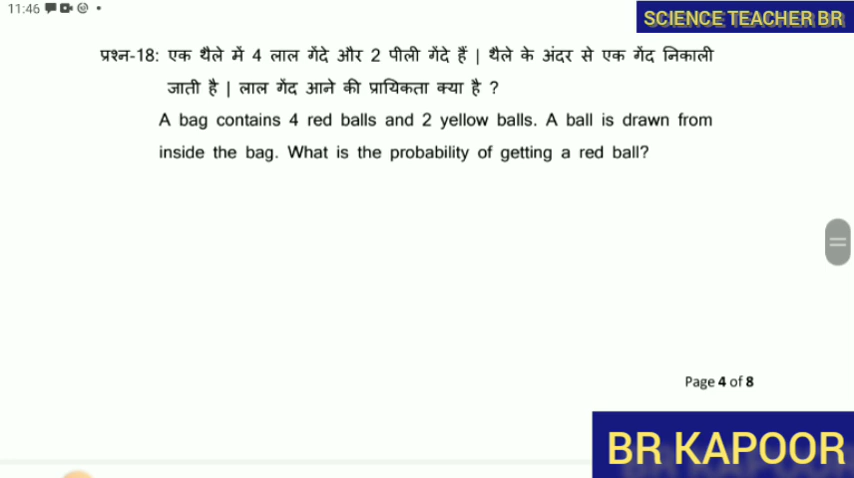 11:46
SCIENCE TEACHER BR
प्रश्न-18: एक थैले में 4 लाल गेंदे और 2 पीली गेंदे हैं | थैले के अंदर से एक गेंद निकाली
जाती है | लाल गेंद आने की प्रायिकता क्या है ?
A bag contains 4 red balls and 2 yellow balls. A ball is drawn from
inside the bag. What is the probability of getting a red ball?
Page 4 of 8
BR KAPOOR